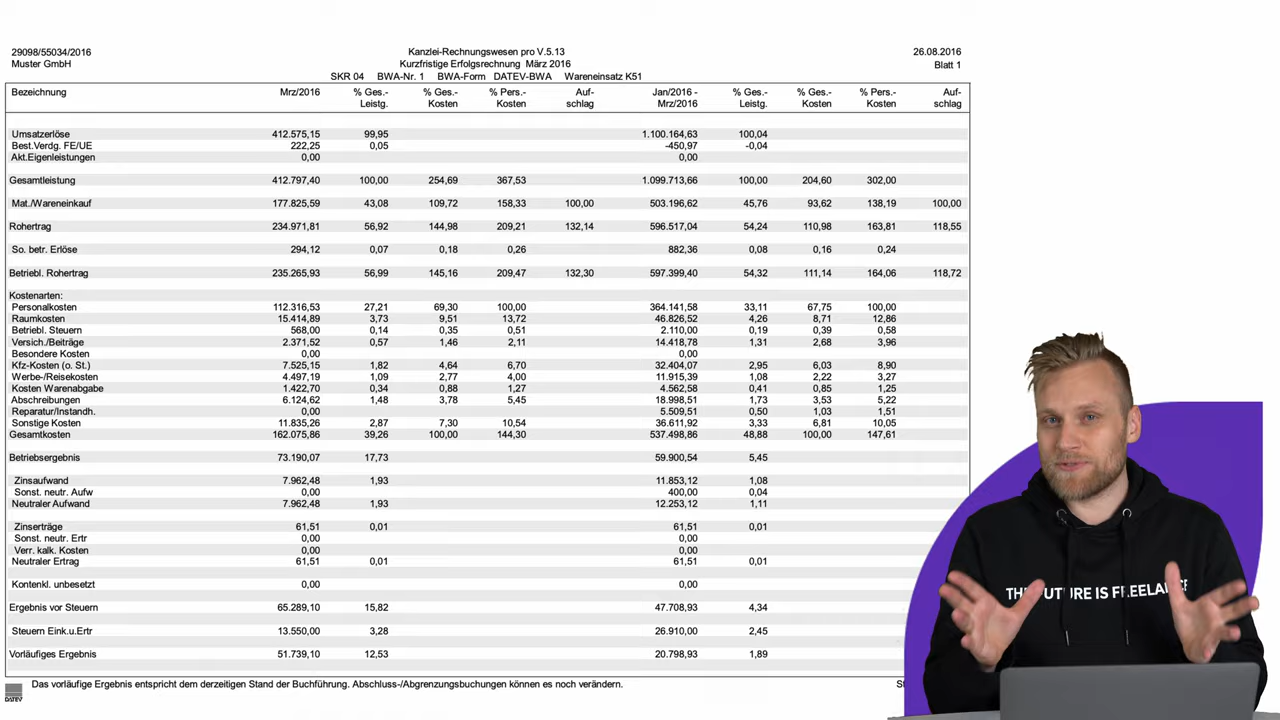 29098/55034/2016 Kanzlei-Rechnungswesen pro V.5.13 26.08.2016
Muster GmbH Kurzfristige Erfolgsrechnung März 2016 Blatt 1
SKR 04 BWA-Nr. 1 BWA-Form DATEV-BWA Wareneinsatz K51
Bezeichnung Mrz/2016 % Ges.- % Ges.- % Pers.- Auf- Jan/2016 - % Ges.- % Ges.- % Pers.- Auf-
Leistg. Kosten Kosten schlag Mrz/2016 Leistg. Kosten Kosten schlag
Umsatzerlöse 412.575,15 99,95 1.100.164,63 100,04
Best.Verdg. FE/UE 222,25 0,05 -450,97 -0,04
Akt.Eigenleistungen 0,00 0,00
Gesamtleistung 412.797,40 100,00 254,69 367,53 1.099.713,66 100,00 204,60 302,00
Mat./Wareneinkauf 177.825,59 43,08 109,72 158,33 100,00 503.196,62 45,76 93,62 138,19 100,00
Rohertrag 234.971,81 56,92 144,98 209,21 132,14 596.517,04 54,24 110,98 163,81 118,55
So. betr. Erlöse 294,12 0,07 0,18 0,26 882,36 0,08 0,16 0,24
Betriebl. Rohertrag 235.265,93 56,99 145,16 209,47 132,30 597.399,40 54,32 111,14 164,06 118,72
Kostenarten:
Personalkosten 112.316,53 27,21 69,30 100,00 364.141,58 33,11 67,75 100,00
Raumkosten 15.414,89 3,73 9,51 13,72 46.826,52 4,26 8,71 12,86
Betriebl. Steuern 568,00 0,14 0,35 0,51 2.110,00 0,19 0,39 0,58
Versich./Beiträge 2.371,52 0,57 1,46 2,11 14.418,78 1,31 2,68 3,96
Besondere Kosten 0,00 0,00
Kfz-Kosten (o. St.) 7.525,15 1,82 4,64 6,70 32.404,07 2,95 6,03 8,90
Werbe-/Reisekosten 4.497,19 1,09 2,77 4,00 11.915,39 1,08 2,22 3,27
Kosten Warenabgabe 1.422,70 0,34 0,88 1,27 4.562,58 0,41 0,85 1,25
Abschreibungen 6.124,62 1,48 3,78 5,45 18.998,51 1,73 3,53 5,22
Reparatur/Instandh. 0,00 5.509,51 0,50 1,03 1,51
Sonstige Kosten 11.835,26 2,87 7,30 10,54 36.611,92 3,33 6,81 10,05
Gesamtkosten 162.075,86 39,26 100,00 144,30 537.498,86 48,88 100,00 147,61
Betriebsergebnis 73.190,07 17,73 59.900,54 5,45
Zinsaufwand 7.962,48 1,93 11.853,12 1,08
Sonst. neutr. Aufw 0,00 400,00 0,04
Neutraler Aufwand 7.962,48 1,93 12.253,12 1,11
Zinserträge 61,51 0,01 61,51 0,01
Sonst. neutr. Ertr 0,00 0,00
Verr. kalk. Kosten 0,00 0,00
Neutraler Ertrag 61,51 0,01 61,51 0,01
Kontenkl. unbesetzt 0,00 0,00
Ergebnis vor Steuern 65.289,10 15,82 47.708,93 4,34
Steuern Eink.u.Ertr 13.550,00 3,28 26.910,00 2,45
Vorläufiges Ergebnis 51.739,10 12,53 20.798,93 1,89
Das vorläufige Ergebnis entspricht dem derzeitigen Stand der Buchführung. Abschluss-/Abgrenzungsbuchungen können es noch verändern.
DATEV
THE FUTURE IS FREELANCE